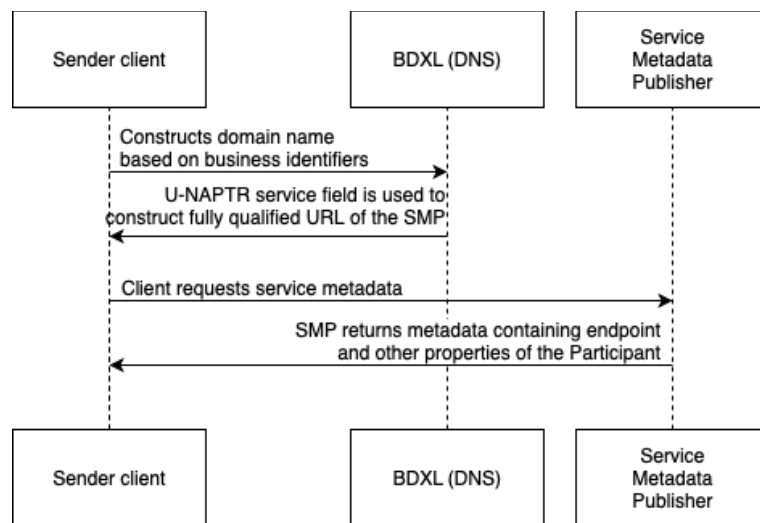 Sender client
BDXL (DNS)
Service
Metadata
Publisher
Constructs domain name
based on business identifiers
U-NAPTR service field is used to
construct fully qualified URL of the SMP
Client requests service metadata
SMP returns metadata containing endpoint
and other properties of the Participant
Sender client
BDXL (DNS)
Service
Metadata
Publisher